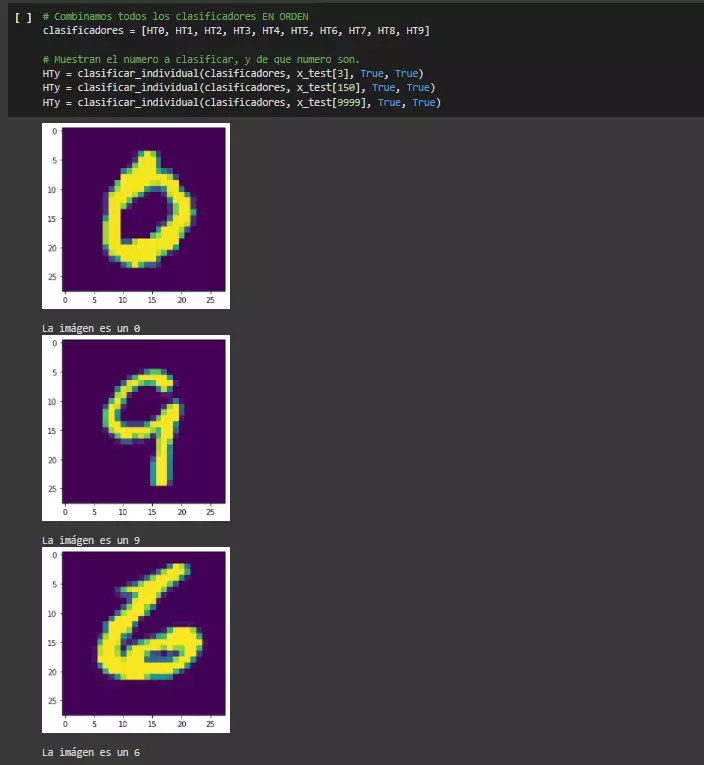 [ ] # Combinamos todos los clasificadores EN ORDEN
clasificadores = [HT0, HT1, HT2, HT3, HT4, HT5, HT6, HT7, HT8, HT9]
# Muestran el numero a clasificar, y de que numero son.
HTy = clasificar_individual(clasificadores, x_test[3], True, True)
HTy = clasificar_individual(clasificadores, x_test[150], True, True)
HTy = clasificar_individual(clasificadores, x_test[9999], True, True)
0
5
10
15
20
25
0 5 10 15 20 25
0
La imágen es un 0
0
5
10
15
20
25
0 5 10 15 20 25
9
La imágen es un 9
0
5
10
15
20
25
0 5 10 15 20 25
6
La imágen es un 6